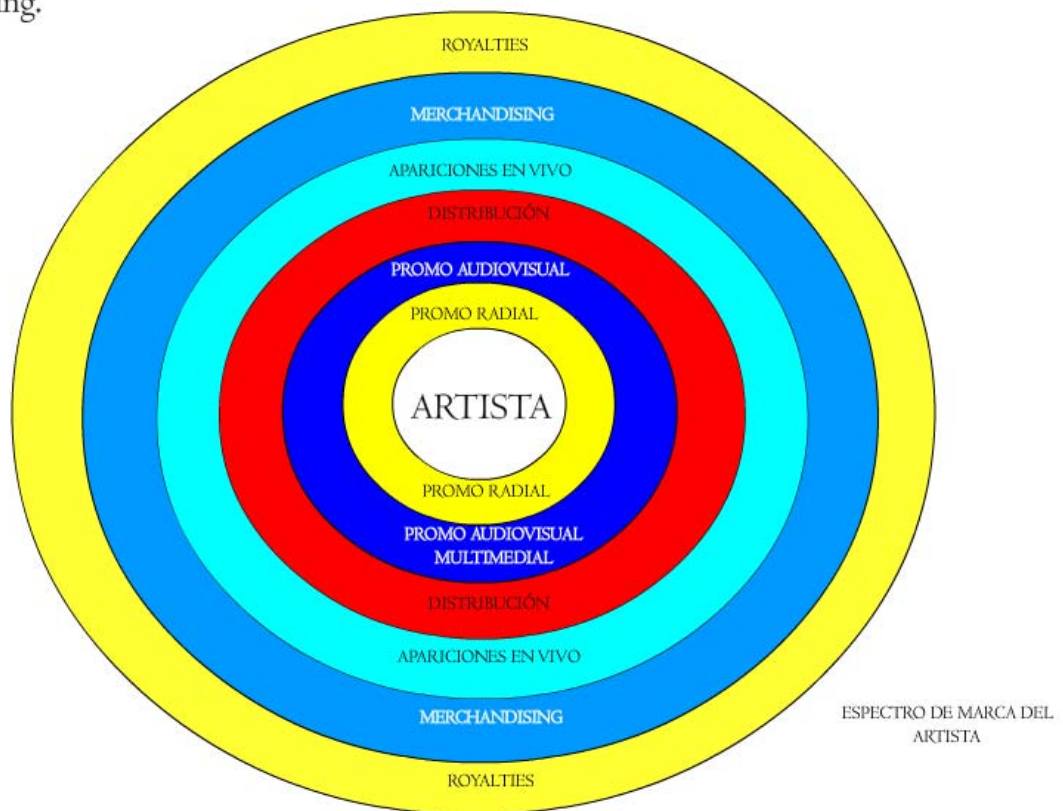 ROYALTIES
MERCHANDISING
APARICIONES EN VIVO
DISTRIBUCIÓN
PROMO AUDIOVISUAL
PROMO RADIAL
ARTISTA
PROMO RADIAL
PROMO AUDIOVISUAL
MULTIMEDIAL
DISTRIBUCIÓN
APARICIONES EN VIVO
MERCHANDISING
ESPECTRO DE MARCA DEL
ARTISTA
ROYALTIES